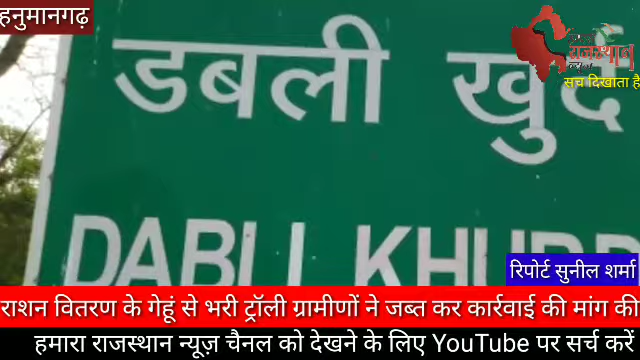 हनुमानगढ़
राजस्थान
सच दिखाता है
डबली खुर्द
DABLI KHURD
रिपोर्ट सुनील शर्मा
राशन वितरण के गेहूं से भरी ट्रॉली ग्रामीणों ने जब्त कर कार्रवाई की मांग की
हमारा राजस्थान न्यूज़ चैनल को देखने के लिए YouTube पर सर्च करें